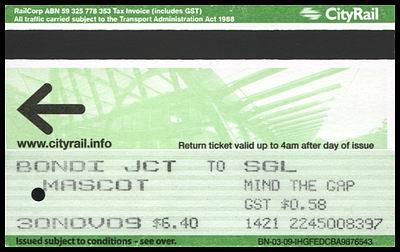 RailCorp ABN 59 325 778 353 Tax Invoice (includes GST)
All traffic carried subject to the Transport Administration Act 1988
CityRail
www.cityrail.info
Return ticket valid up to 4am after day of issue
BONDI JCT TO SGL
MASCOT MIND THE GAP
GST $0.58
30NOV09 $6.40 1421 2245008397
Issued subject to conditions – see over.
BN-03-09-IHGFEDCBA9876543.